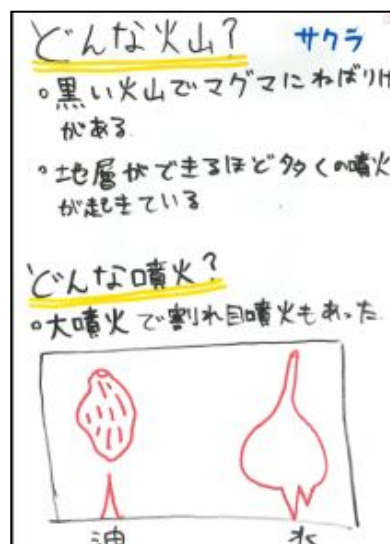 どんな火山?
サクラ
○黒い火山でマグマにねばりけ
がある
○地層ができるほど多くの噴火
が起きている
どんな噴火?
○大噴火で割れ目噴火もあった
油
水